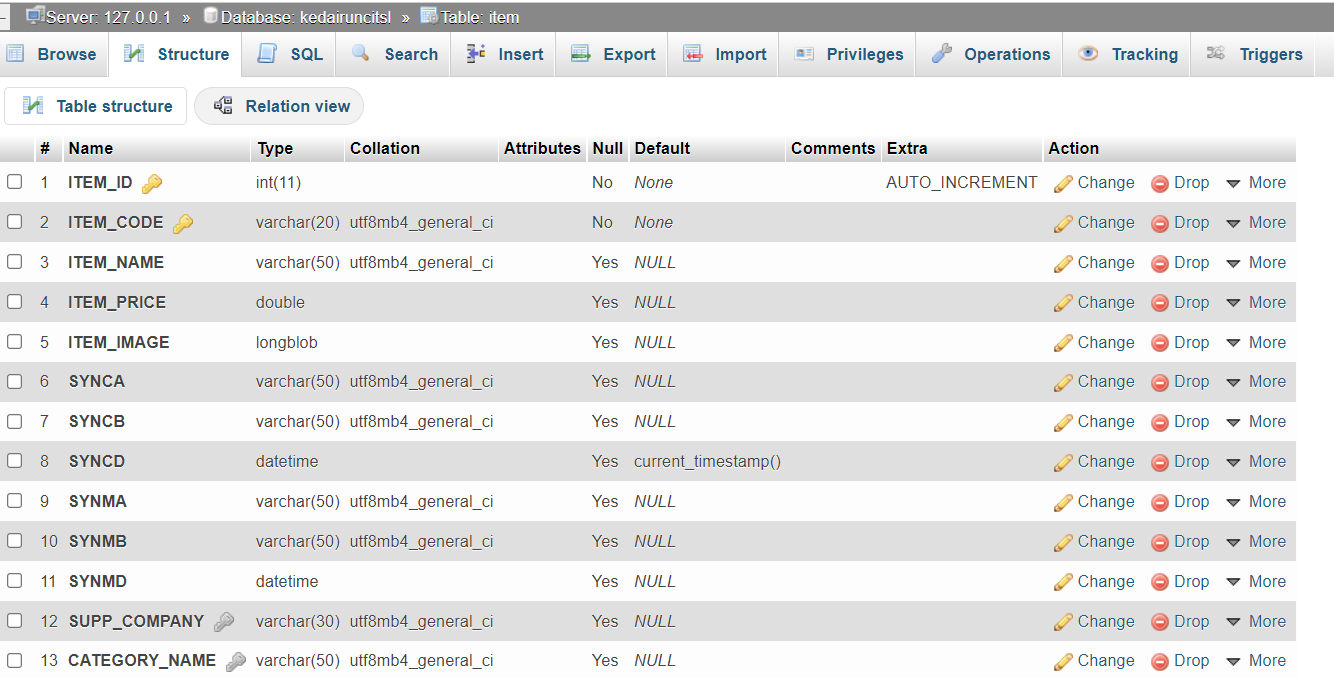 Server: 127.0.0.1 » Database: kedairuncitsl » Table: item
Browse Structure SQL Search Insert Export Import Privileges Operations Tracking Triggers
Table structure Relation view
# Name Type Collation Attributes Null Default Comments Extra Action
1 ITEM_ID int(11) No None AUTO_INCREMENT Change Drop More
2 ITEM_CODE varchar(20) utf8mb4_general_ci No None Change Drop More
3 ITEM_NAME varchar(50) utf8mb4_general_ci Yes NULL Change Drop More
4 ITEM_PRICE double Yes NULL Change Drop More
5 ITEM_IMAGE longblob Yes NULL Change Drop More
6 SYNCA varchar(50) utf8mb4_general_ci Yes NULL Change Drop More
7 SYNCB varchar(50) utf8mb4_general_ci Yes NULL Change Drop More
8 SYNCD datetime Yes current_timestamp() Change Drop More
9 SYNMA varchar(50) utf8mb4_general_ci Yes NULL Change Drop More
10 SYNMB varchar(50) utf8mb4_general_ci Yes NULL Change Drop More
11 SYNMD datetime Yes NULL Change Drop More
12 SUPP_COMPANY varchar(30) utf8mb4_general_ci Yes NULL Change Drop More
13 CATEGORY_NAME varchar(50) utf8mb4_general_ci Yes NULL Change Drop More